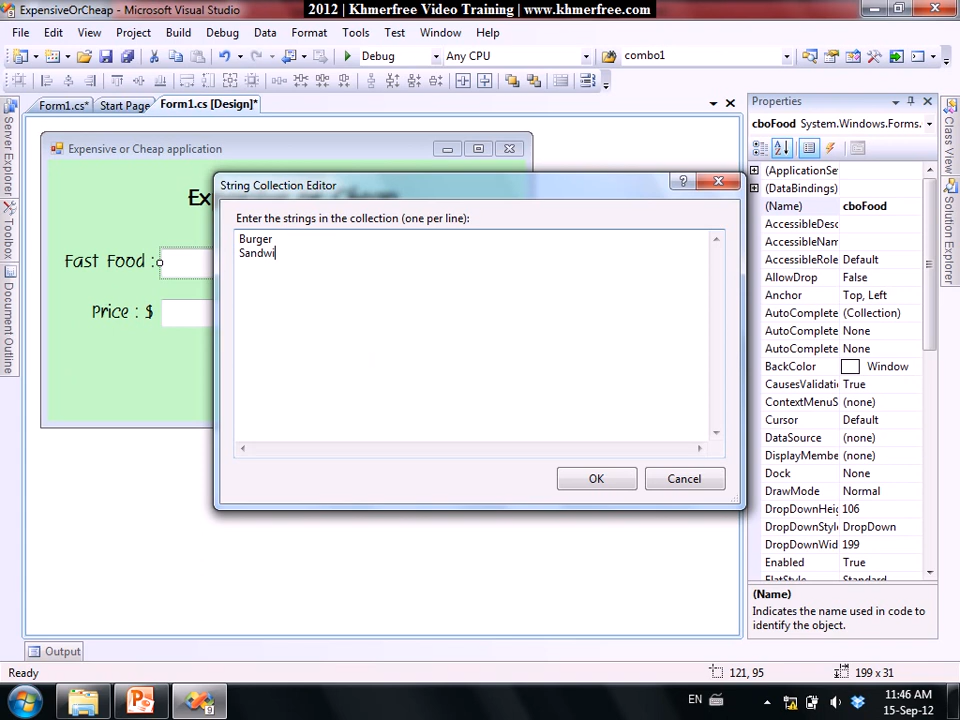 ExpensiveOrCheap - Microsoft Visual Studio
2012 | Khmerfree Video Training | www.khmerfree.com
File Edit View Project Build Debug Data Format Tools Test Window Help
Debug Any CPU combo1
Form1.cs* Start Page Form1.cs [Design]*
Server Explorer
Toolbox
Document Outline
Expensive or Cheap application
Fast Food :
Price : $
String Collection Editor
Enter the strings in the collection (one per line):
Burger
Sandwi
OK Cancel
Properties
cboFood System.Windows.Forms.
(ApplicationSe
(DataBindings)
(Name) cboFood
AccessibleDesc
AccessibleNam
AccessibleRole Default
AllowDrop False
Anchor Top, Left
AutoComplete (Collection)
AutoComplete None
AutoComplete None
BackColor Window
CausesValidati True
ContextMenuS (none)
Cursor Default
DataSource (none)
DisplayMembe (none)
Dock None
DrawMode Normal
DropDownHei 106
DropDownStyl DropDown
DropDownWid 199
Enabled True
FlatStyle Standard
(Name)
Indicates the name used in code to
identify the object.
Class View
Solution Explorer
Output
Ready 121, 95 199 x 31
EN 11:46 AM
15-Sep-12